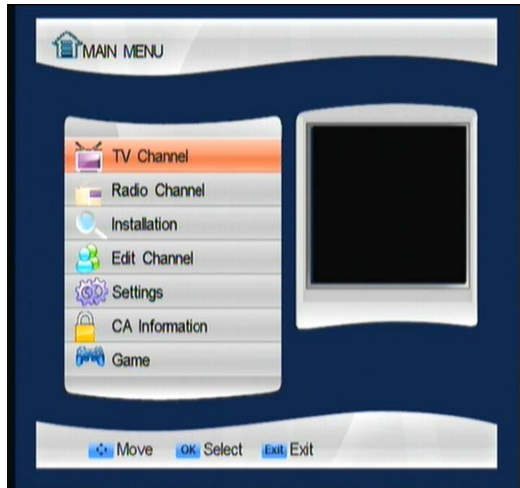 MAIN MENU
TV Channel
Radio Channel
Installation
Edit Channel
Settings
CA Information
Game
Move OK Select Exit Exit